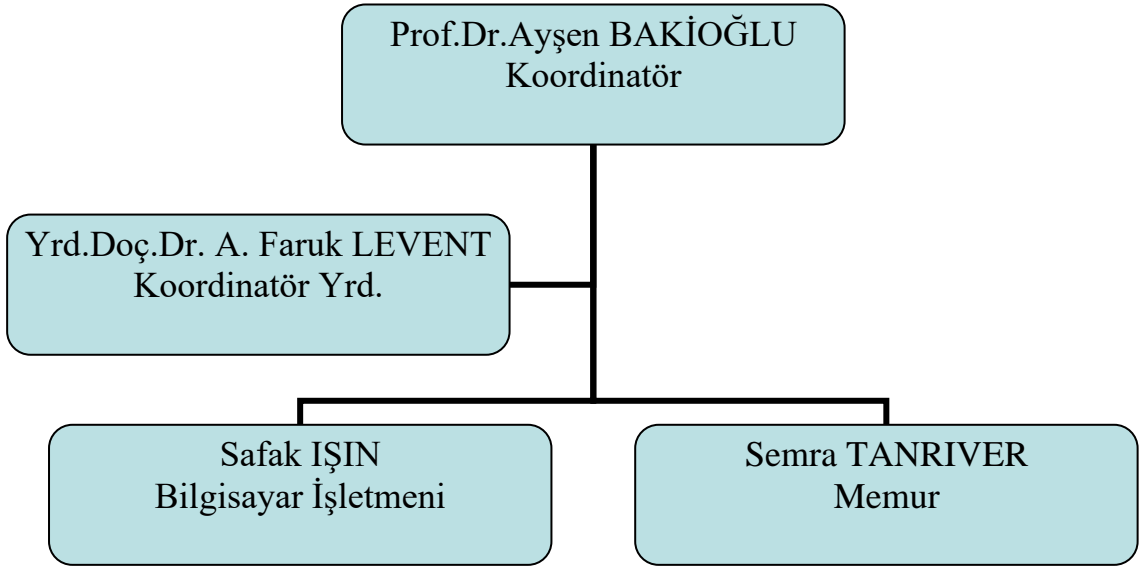 Prof.Dr.Ayşen BAKİOĞLU
Koordinatör
Yrd.Doç.Dr. A. Faruk LEVENT
Koordinatör Yrd.
Safak IŞIN
Bilgisayar İşletmeni
Semra TANRIVER
Memur